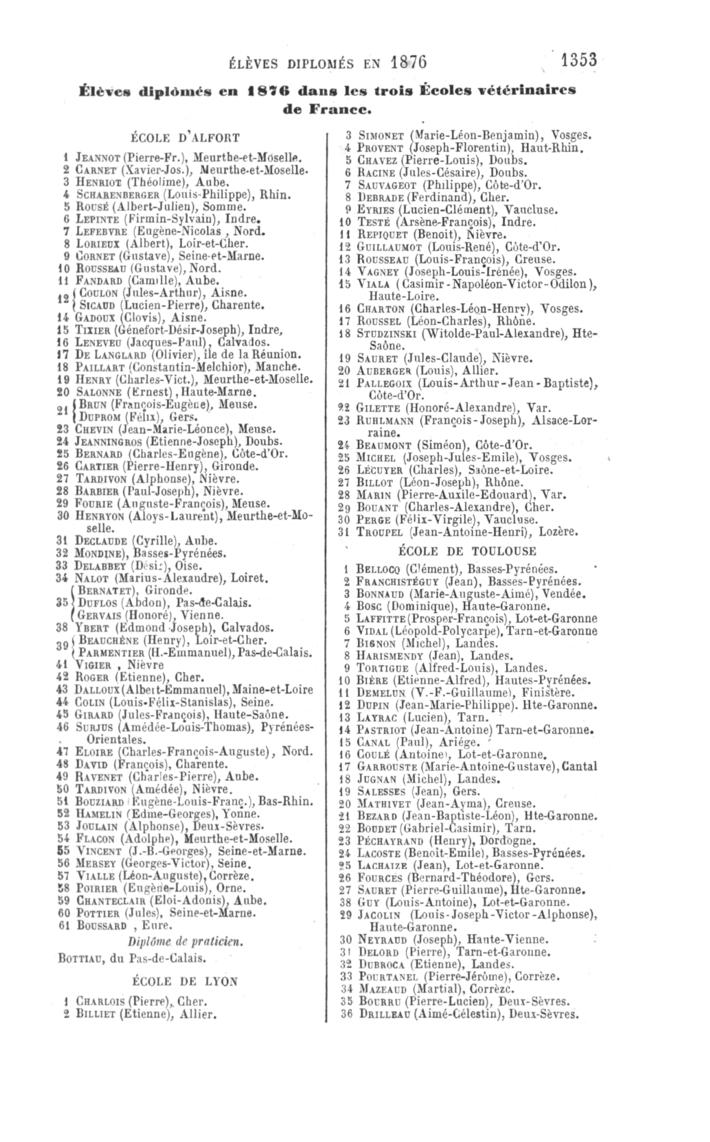 ÉLÈVES DIPLOMÉS EN 1876 1353
Élèves diplômés en 1876 dans les trois Écoles vétérinaires
de France.
ÉCOLE D'ALFORT
1 JEANNOT (Pierre-Fr.), Meurthe-et-Moselle.
2 CARNET (Xavier-Jos.), Meurthe-et-Moselle.
3 HENRIOT (Théolime), Aube.
4 SCHARENBERGER (Louis-Philippe), Rhin.
5 ROUSÉ (Albert-Julien), Somme.
6 LEPINTE (Firmin-Sylvain), Indre.
7 LEFEBVRE (Eugène-Nicolas , Nord.
8 LORIEUX (Albert), Loir-et-Cher.
9 CORNET (Gustave), Seine-et-Marne.
10 ROUSSEAU (Gustave), Nord.
11 FANDARD (Camille), Aube.
12 { COULON (Jules-Arthur), Aisne.
{ SICAUD (Lucien-Pierre), Charente.
14 GADOUX (Clovis), Aisne.
15 TIXIER (Génefort-Désir-Joseph), Indre,
16 LENEVEU (Jacques-Paul), Calvados.
17 DE LANGLARD (Olivier), île de la Réunion.
18 PAILLART (Constantin-Melchior), Manche.
19 HENRY (Charles-Vict.), Meurthe-et-Moselle.
20 SALONNE (Ernest), Haute-Marne.
21 { BRUN (François-Eugène), Meuse.
{ DUPROM (Félix), Gers.
23 CHEVIN (Jean-Marie-Léonce), Meuse.
24 JEANNINGROS (Etienne-Joseph), Doubs.
25 BERNARD (Charles-Eugène), Côte-d'Or.
26 CARTIER (Pierre-Henry), Gironde.
27 TARDIVON (Alphonse), Nièvre.
28 BARBIER (Paul-Joseph), Nièvre.
29 FOURIE (Auguste-François), Meuse.
30 HENRYON (Aloys-Laurent), Meurthe-et-Mo-
selle.
31 DECLAUDE (Cyrille), Aube.
32 MONDINE), Basses-Pyrénées.
33 DELABBEY (Dési:), Oise.
34 NALOT (Marius-Alexandre), Loiret.
{ BERNATET), Gironde.
35 { DUFLOS (Abdon), Pas-de-Calais.
{ GERVAIS (Honoré), Vienne.
38 YBERT (Edmond Joseph), Calvados.
39 { BEAUCHÈNE (Henry), Loir-et-Cher.
{ PARMENTIER (H.-Emmanuel), Pas-de-Calais.
41 VIGIER , Nièvre
42 ROGER (Etienne), Cher.
43 DALLOUX (Albert-Emmanuel), Maine-et-Loire
44 COLIN (Louis-Félix-Stanislas), Seine.
45 GIRARD (Jules-François), Haute-Saône.
46 SURJUS (Amédée-Louis-Thomas), Pyrénées-
Orientales.
47 ELOIRE (Charles-François-Auguste), Nord.
48 DAVID (François), Charente.
49 RAVENET (Charles-Pierre), Aube.
50 TARDIVON (Amédée), Nièvre.
51 BOUZIARD (Eugène-Louis-Franç.), Bas-Rhin.
52 HAMELIN (Edme-Georges), Yonne.
53 JOULAIN (Alphonse), Deux-Sèvres.
54 FLACON (Adolphe), Meurthe-et-Moselle.
55 VINCENT (J.-B.-Georges), Seine-et-Marne.
56 MERSEY (Georges-Victor), Seine.
57 VIALLE (Léon-Auguste), Corrèze.
58 POIRIER (Eugène-Louis), Orne.
59 CHANTECLAIR (Eloi-Adonis), Aube.
60 POTTIER (Jules), Seine-et-Marne.
61 BOUSSARD , Eure.
Diplôme de praticien.
BOTTIAU, du Pas-de-Calais.
ÉCOLE DE LYON
1 CHARLOIS (Pierre), Cher.
2 BILLIET (Etienne), Allier.
3 SIMONET (Marie-Léon-Benjamin), Vosges.
4 PROVENT (Joseph-Florentin), Haut-Rhin.
5 CHAVEZ (Pierre-Louis), Doubs.
6 RACINE (Jules-Césaire), Doubs.
7 SAUVAGEOT (Philippe), Côte-d'Or.
8 DEBRADE (Ferdinand), Cher.
9 EYRIES (Lucien-Clément), Vaucluse.
10 TESTÉ (Arsène-François), Indre.
11 REPIQUET (Benoit), Nièvre.
12 GUILLAUMOT (Louis-René), Côte-d'Or.
13 ROUSSEAU (Louis-François), Creuse.
14 VAGNEY (Joseph-Louis-Irénée), Vosges.
15 VIALA (Casimir-Napoléon-Victor-Odilon),
Haute-Loire.
16 CHARTON (Charles-Léon-Henry), Vosges.
17 ROUSSEL (Léon-Charles), Rhône.
18 STUDZINSKI (Witolde-Paul-Alexandre), Hte-
Saône.
19 SAURET (Jules-Claude), Nièvre.
20 AUBERGER (Louis), Allier.
21 PALLEGOIX (Louis-Arthur-Jean-Baptiste),
Côte-d'Or.
22 GILETTE (Honoré-Alexandre), Var.
23 RUHLMANN (François-Joseph), Alsace-Lor-
raine.
24 BEAUMONT (Siméon), Côte-d'Or.
25 MICHEL (Joseph-Jules-Emile), Vosges.
26 LÉCUYER (Charles), Saône-et-Loire.
27 BILLOT (Léon-Joseph), Rhône.
28 MARIN (Pierre-Auxile-Edouard), Var.
29 BOUANT (Charles-Alexandre), Cher.
30 PERGE (Félix-Virgile), Vaucluse.
31 TROUPEL (Jean-Antoine-Henri), Lozère.
ÉCOLE DE TOULOUSE
1 BELLOCQ (Clément), Basses-Pyrénées.
2 FRANCHISTÉGUY (Jean), Basses-Pyrénées.
3 BONNAUD (Marie-Auguste-Aimé), Vendée.
4 BOSC (Dominique), Haute-Garonne.
5 LAFFITTE (Prosper-François), Lot-et-Garonne
6 VIDAL (Léopold-Polycarpe), Tarn-et-Garonne
7 BIGNON (Michel), Landes.
8 HARISMENDY (Jean), Landes.
9 TORTIGUE (Alfred-Louis), Landes.
10 BIÈRE (Etienne-Alfred), Hautes-Pyrénées.
11 DEMELUN (V.-F.-Guillaume), Finistère.
12 DUPIN (Jean-Marie-Philippe). Hte-Garonne.
13 LAYRAC (Lucien), Tarn.
14 PASTRIOT (Jean-Antoine) Tarn-et-Garonne.
15 CANAL (Paul), Ariége.
16 COULÉ (Antoine), Lot-et-Garonne.
17 GARROUSTE (Marie-Antoine-Gustave), Cantal
18 JUGNAN (Michel), Landes.
19 SALESSES (Jean), Gers.
20 MATHIVET (Jean-Ayma), Creuse.
21 BEZARD (Jean-Baptiste-Léon), Hte-Garonne.
22 BOUDET (Gabriel-Casimir), Tarn.
23 PÉCHAYRAND (Henry), Dordogne.
24 LACOSTE (Benoit-Emile), Basses-Pyrénées.
25 LACHAIZE (Jean), Lot-et-Garonne.
26 FOURCES (Bernard-Théodore), Gers.
27 SAURET (Pierre-Guillaume), Hte-Garonne.
38 GUY (Louis-Antoine), Lot-et-Garonne.
29 JACOLIN (Louis-Joseph-Victor-Alphonse),
Haute-Garonne.
30 NEYRAUD (Joseph), Haute-Vienne.
31 DELORD (Pierre), Tarn-et-Garonne.
32 DUBROCA (Etienne), Landes.
33 POURTANEL (Pierre-Jérôme), Corrèze.
34 MAZEAUD (Martial), Corrèze.
35 BOURRU (Pierre-Lucien), Deux-Sèvres.
36 DRILLEAU (Aimé-Célestin), Deux-Sèvres.